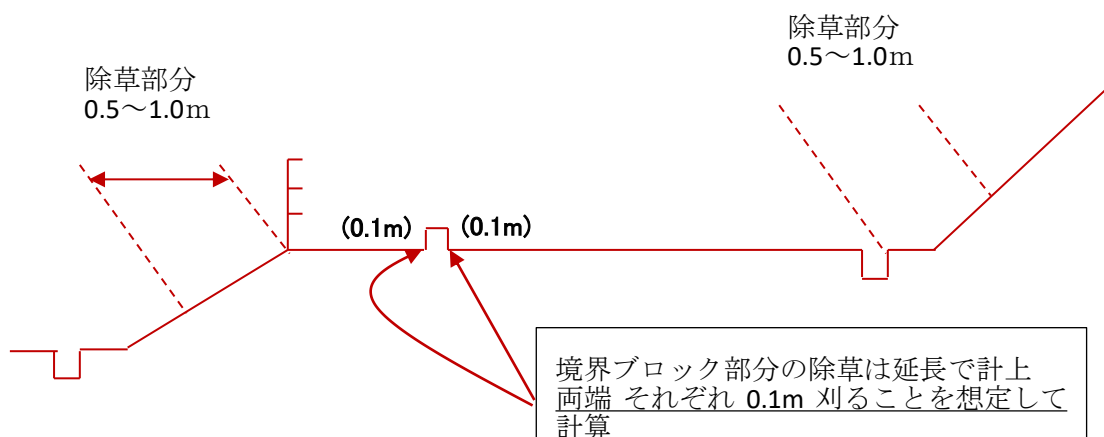 除草部分
0.5～1.0ｍ
除草部分
0.5～1.0ｍ
(0.1m)
(0.1m)
境界ブロック部分の除草は延長で計上
両端 それぞれ 0.1m 刈ることを想定して
計算